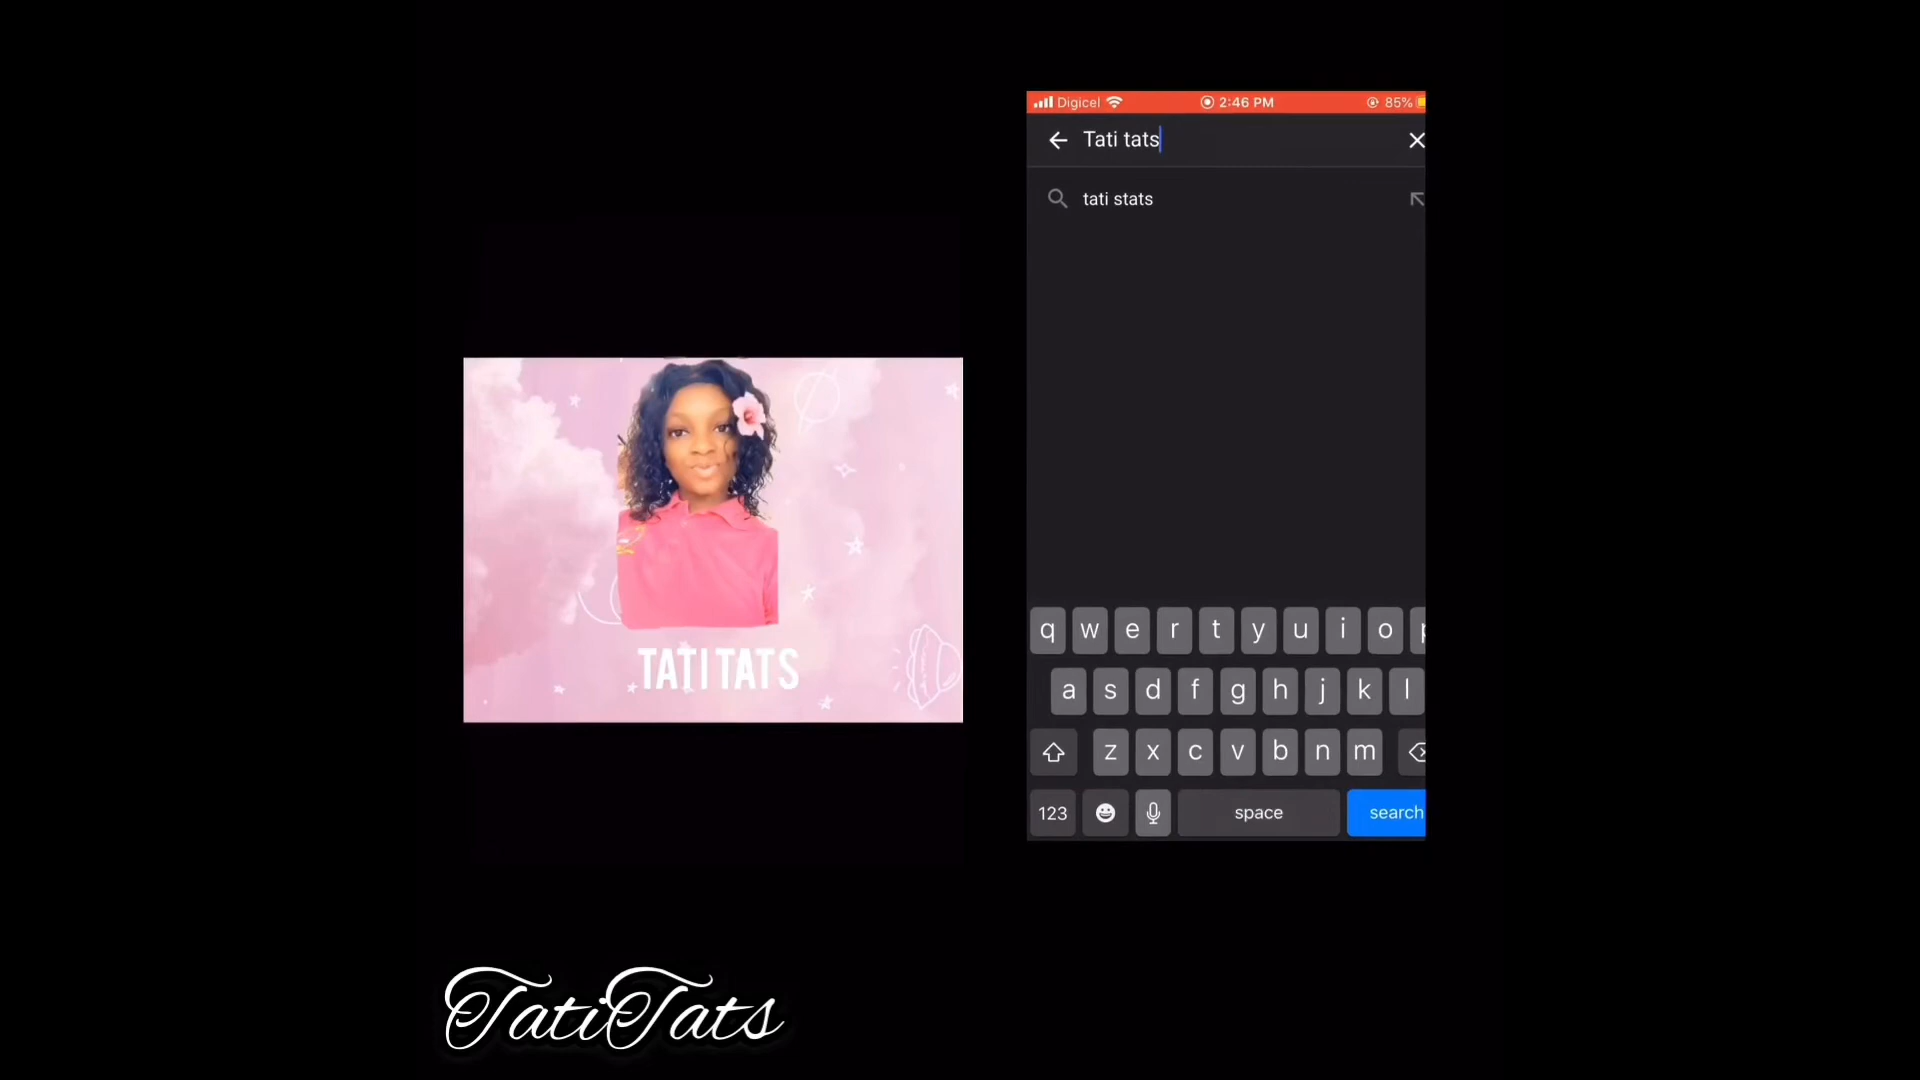 Digicel 2:46 PM 85%
Tati tats
tati stats
TATI TATS
q w e r t y u i o p
a s d f g h j k l
z x c v b n m
123 space search
TatiTats